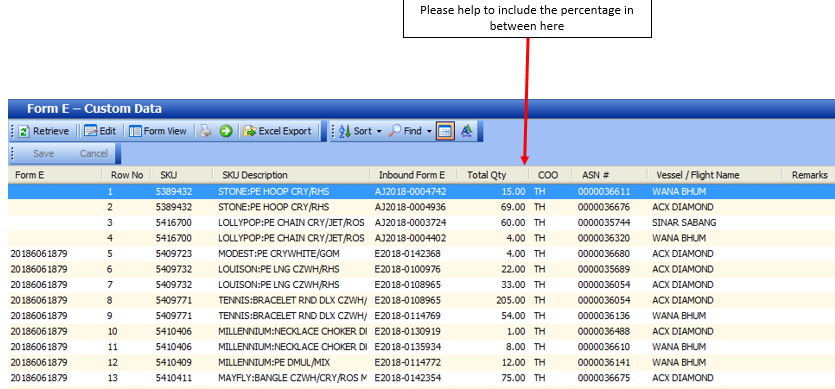 Please help to include the percentage in
between here
Form E – Custom Data
Retrieve Edit Form View Excel Export Sort Find
Save Cancel
Form E Row No SKU SKU Description Inbound Form E Total Qty COO ASN # Vessel / Flight Name Remarks
1 5389432 STONE:PE HOOP CRY/RHS AJ2018-0004742 15.00 TH 0000036611 WANA BHUM
2 5389432 STONE:PE HOOP CRY/RHS AJ2018-0004936 69.00 TH 0000036676 ACX DIAMOND
3 5416700 LOLLYPOP:PE CHAIN CRY/JET/ROS AJ2018-0003724 60.00 TH 0000035744 SINAR SABANG
4 5416700 LOLLYPOP:PE CHAIN CRY/JET/ROS AJ2018-0004402 4.00 TH 0000036320 WANA BHUM
20186061879 5 5409723 MODEST:PE CRYWHITE/GOM E2018-0142368 4.00 TH 0000036680 ACX DIAMOND
20186061879 6 5409732 LOUISON:PE LNG CZWH/RHS E2018-0100976 22.00 TH 0000035689 ACX DIAMOND
20186061879 7 5409732 LOUISON:PE LNG CZWH/RHS E2018-0108965 33.00 TH 0000036054 ACX DIAMOND
20186061879 8 5409771 TENNIS:BRACELET RND DLX CZWH/ E2018-0108965 205.00 TH 0000036054 ACX DIAMOND
20186061879 9 5409771 TENNIS:BRACELET RND DLX CZWH/ E2018-0114769 54.00 TH 0000036136 WANA BHUM
20186061879 10 5410406 MILLENNIUM:NECKLACE CHOKER DI E2018-0130919 1.00 TH 0000036488 ACX DIAMOND
20186061879 11 5410406 MILLENNIUM:NECKLACE CHOKER DI E2018-0135934 8.00 TH 0000036610 WANA BHUM
20186061879 12 5410409 MILLENNIUM:PE DMUL/MIX E2018-0114772 12.00 TH 0000036141 WANA BHUM
20186061879 13 5410411 MAYFLY:BANGLE CZWH/CRY/ROS M E2018-0142354 75.00 TH 0000036675 ACX DIAMOND